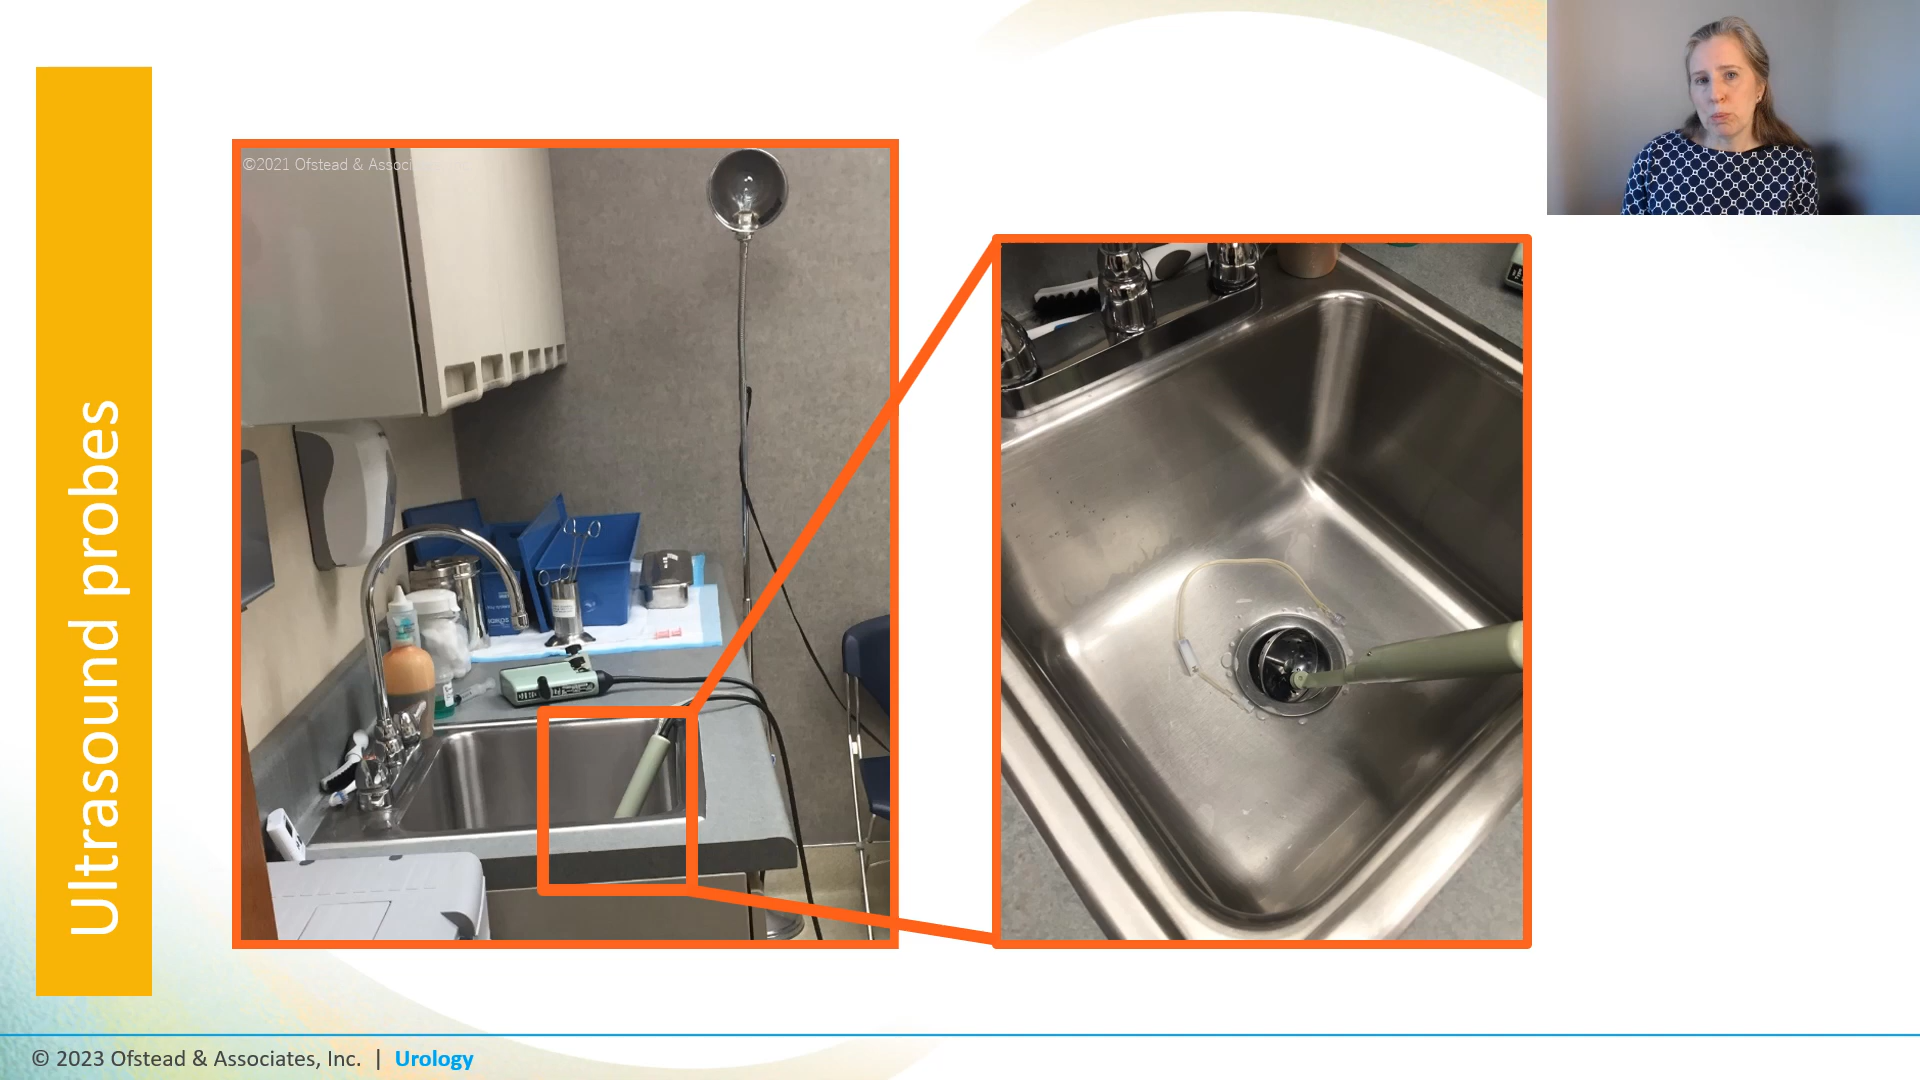 Ultrasound probes
©2021 Ofstead & Associ
© 2023 Ofstead & Associates, Inc. | Urology